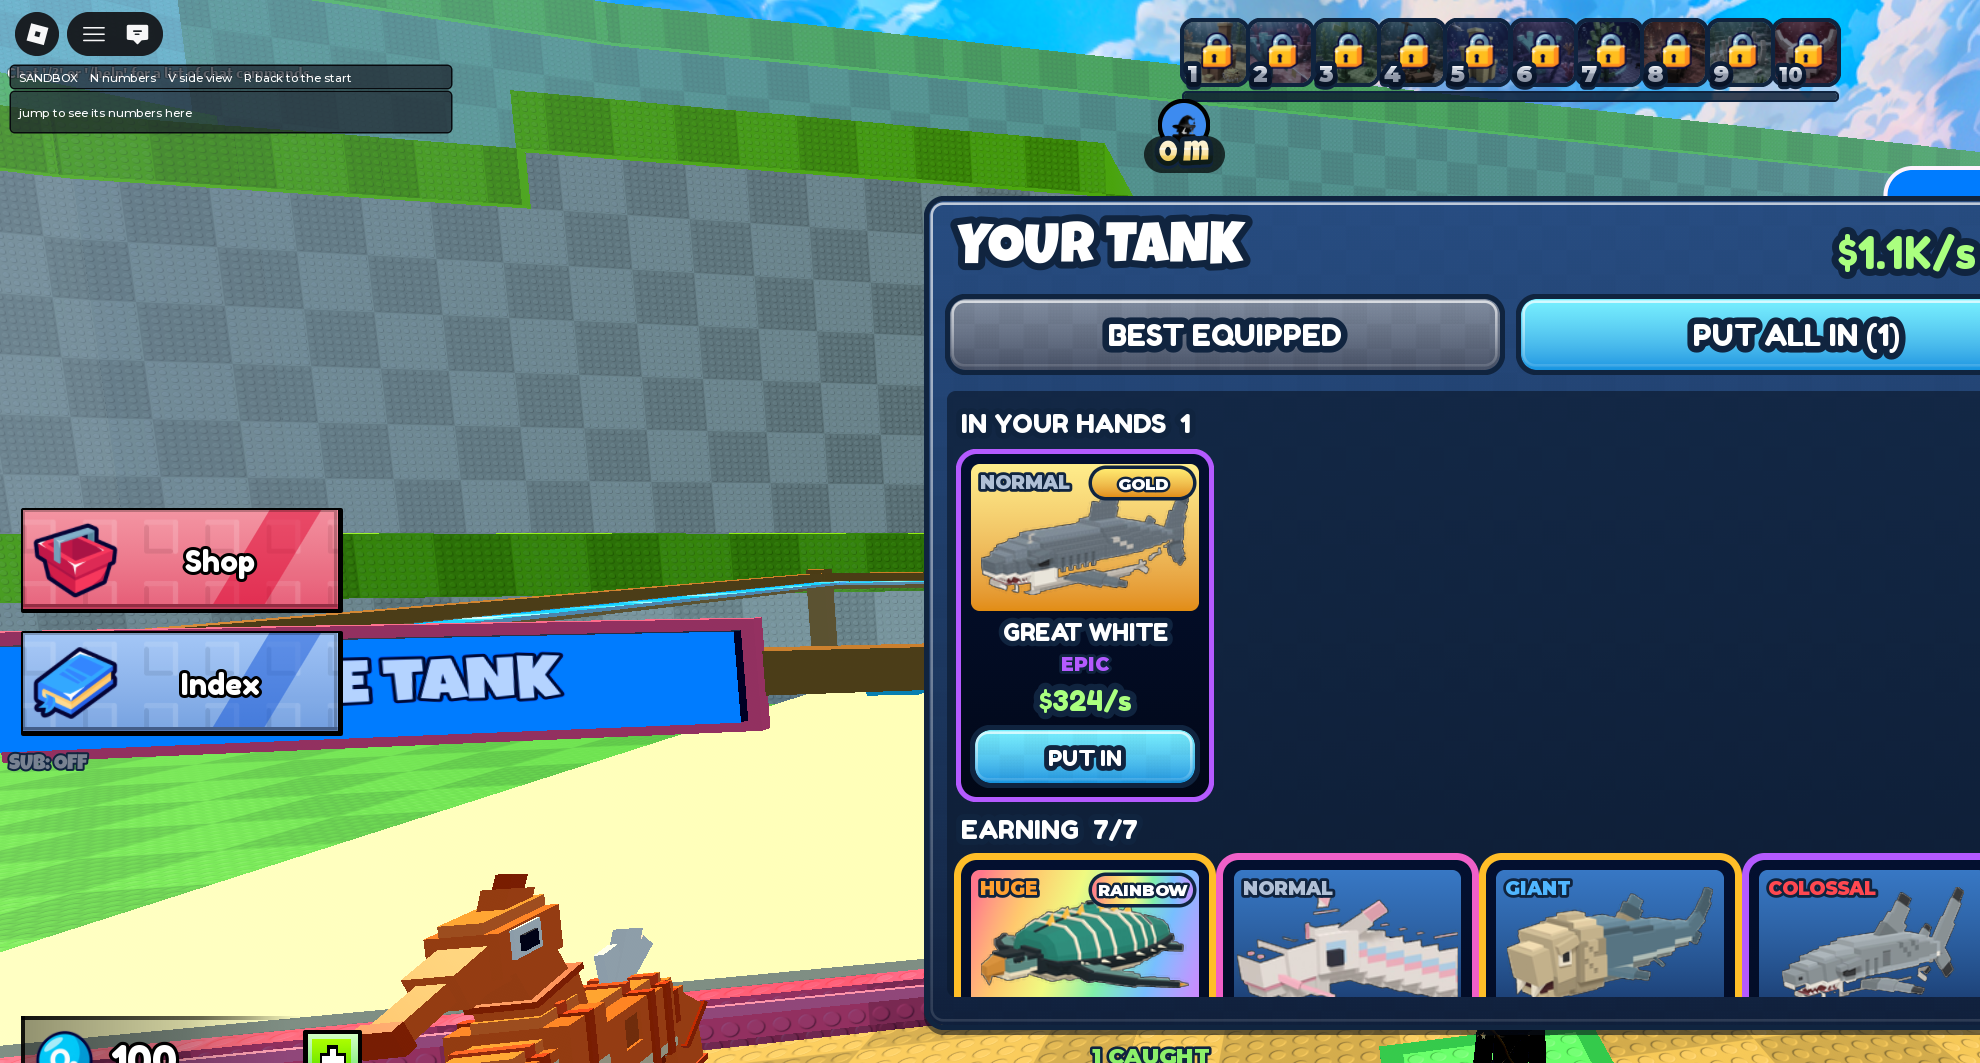 SANDBOX N numbers V side view R back to the start
jump to see its numbers here
1 2 3 4 5 6 7 8 9 10
0 m
YOUR TANK
$1.1K/s
BEST EQUIPPED
PUT ALL IN (1)
IN YOUR HANDS 1
NORMAL
GOLD
GREAT WHITE
EPIC
$324/s
PUT IN
EARNING 7/7
HUGE
RAINBOW
NORMAL
GIANT
COLOSSAL
Shop
Index
E TANK
SUB: OFF
100
1 CAUGHT